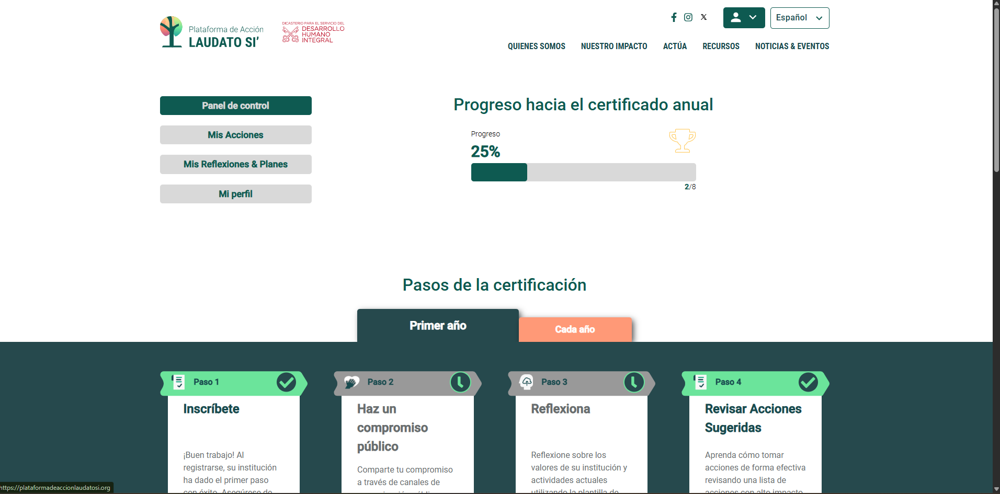 Plataforma de Acción
LAUDATO SI’
DICASTERIO PARA EL SERVICIO DEL
DESARROLLO
HUMANO
INTEGRAL
Español
QUIENES SOMOS
NUESTRO IMPACTO
ACTÚA
RECURSOS
NOTICIAS & EVENTOS
Panel de control
Mis Acciones
Mis Reflexiones & Planes
Mi perfil
Progreso hacia el certificado anual
Progreso
25%
2/8
Pasos de la certificación
Primer año
Cada año
Paso 1
Inscríbete
¡Buen trabajo! Al
registrarse, su institución
ha dado el primer paso
con éxito. Asegúrese de
Paso 2
Haz un
compromiso
público
Comparte tu compromiso
a través de canales de
Paso 3
Reflexiona
Reflexione sobre los
valores de su institución y
actividades actuales
utilizando la plantilla de
Paso 4
Revisar Acciones
Sugeridas
Aprenda cómo tomar
acciones de forma efectiva
revisando una lista de
acciones con alto impacto
https://plataformadeaccionlaudatosi.org